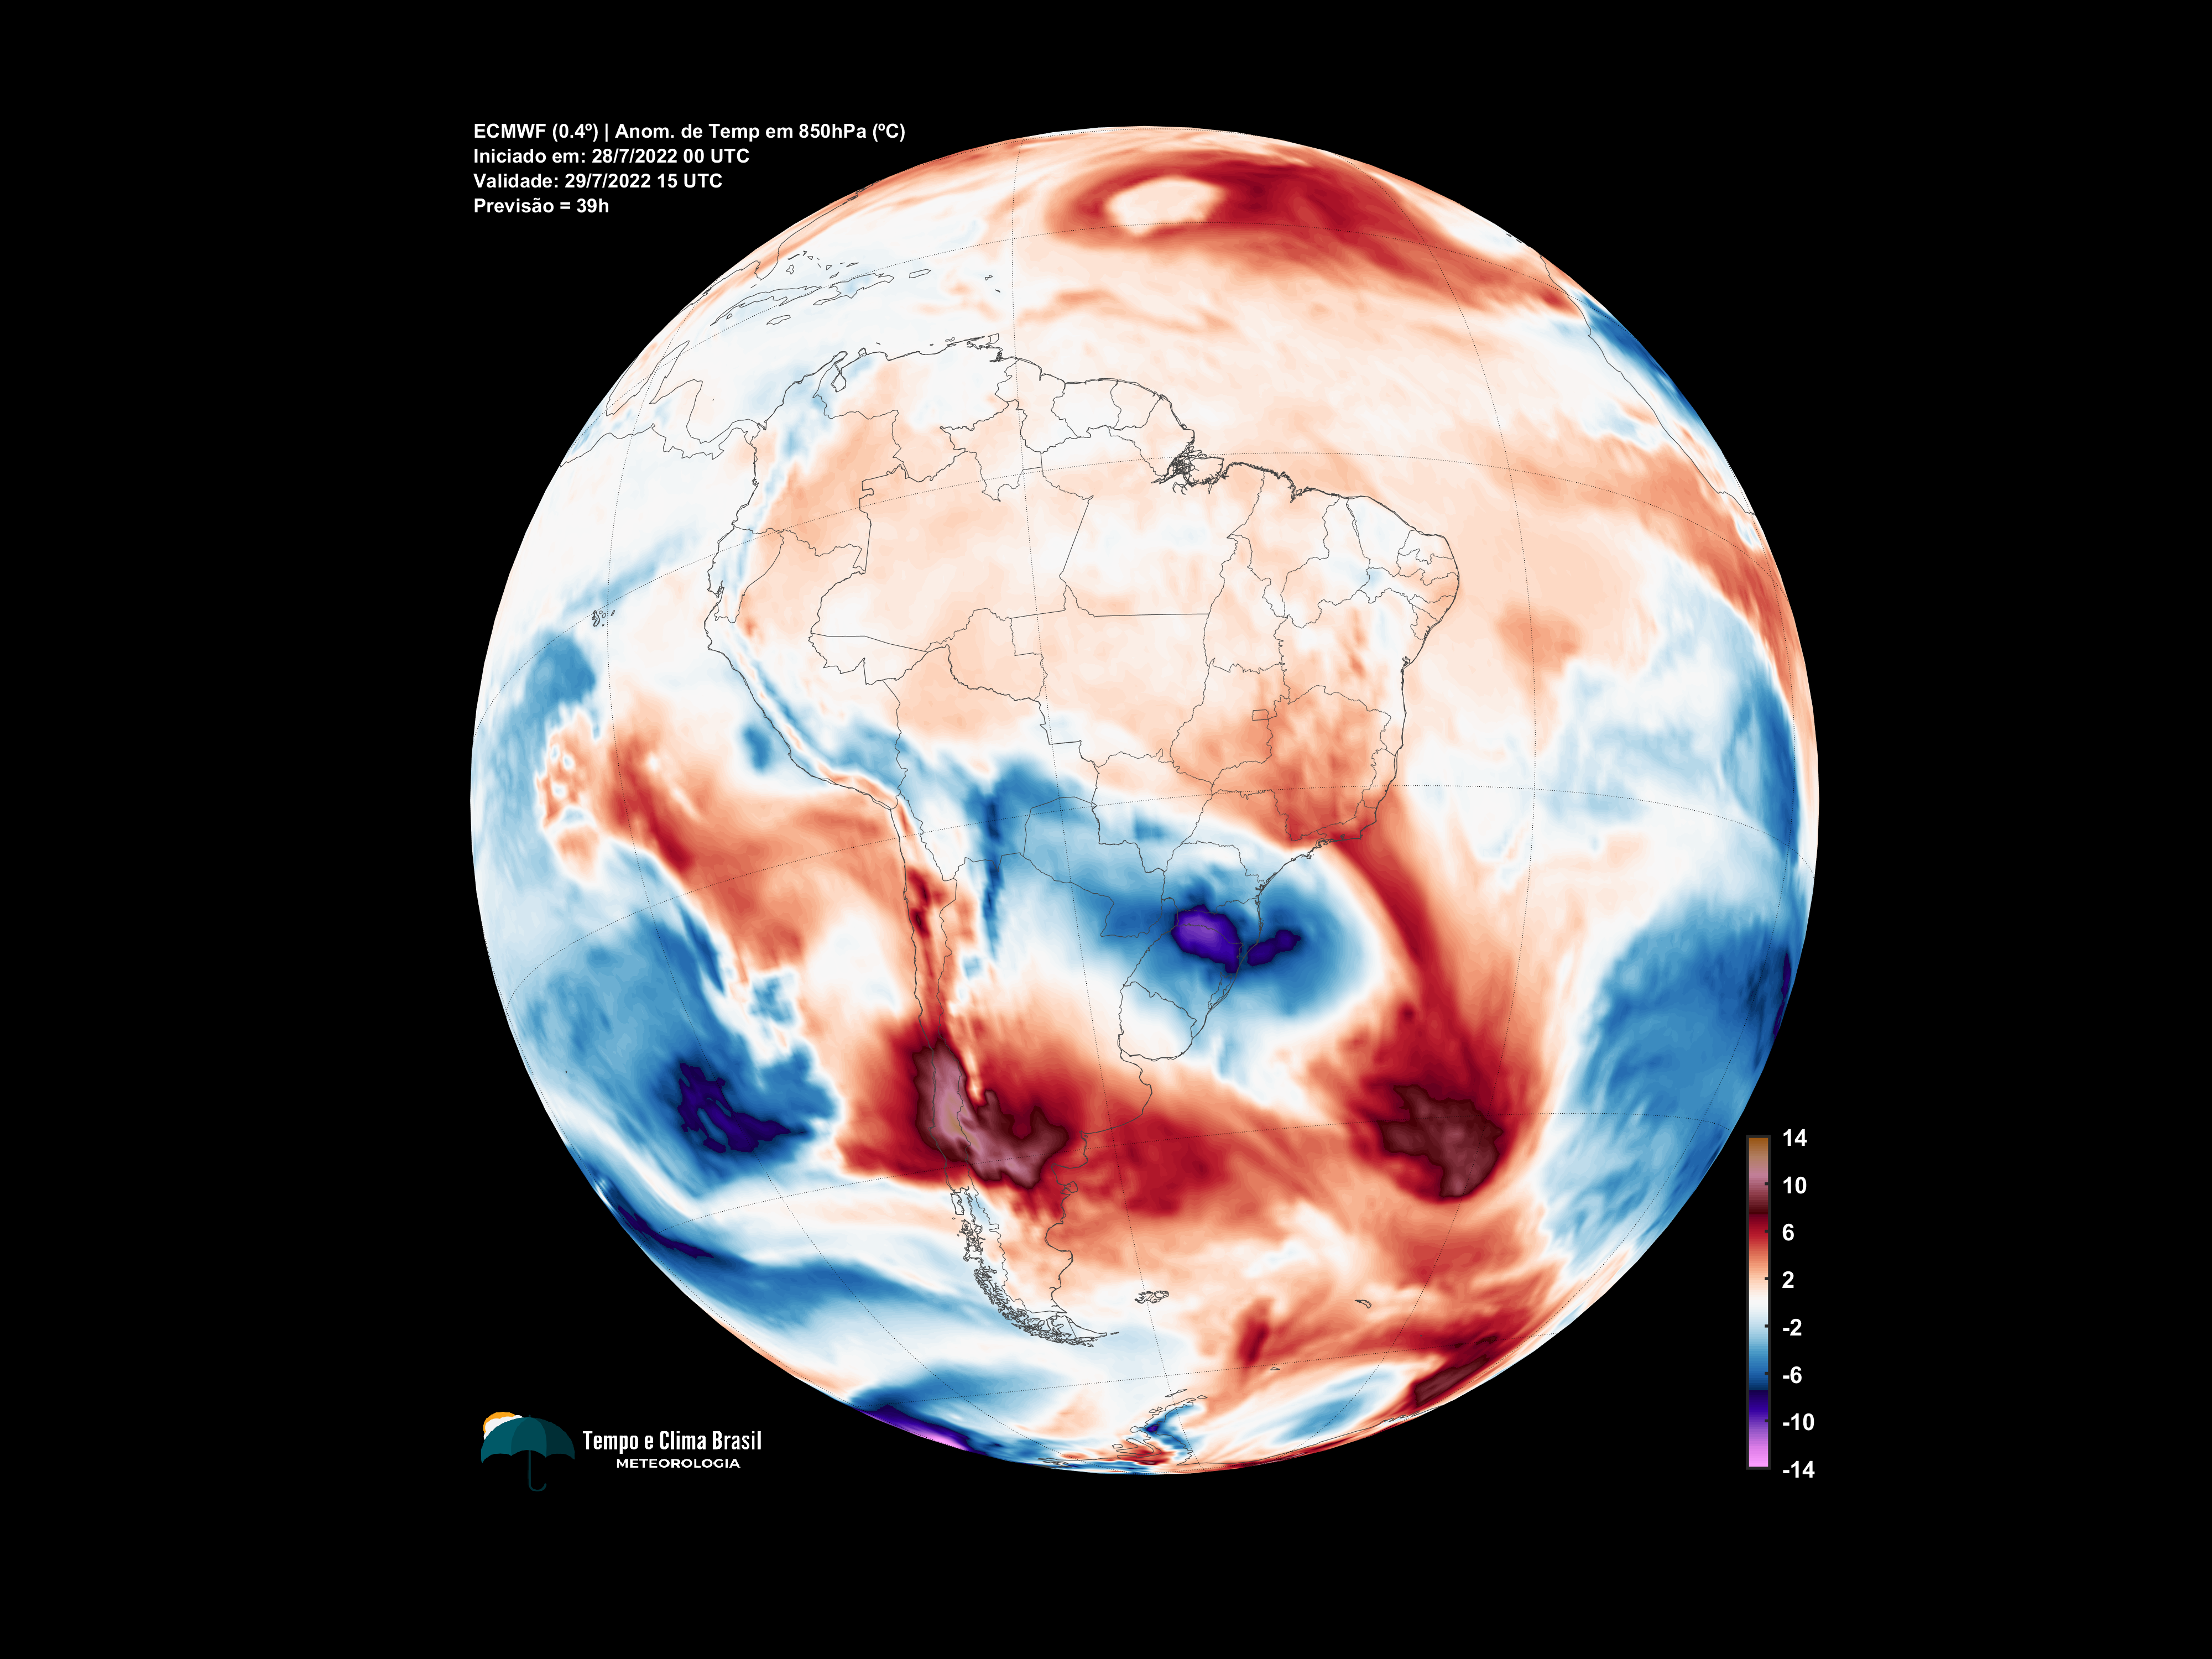 ECMWF (0.4º) | Anom. de Temp em 850hPa (ºC)
Iniciado em: 28/7/2022 00 UTC
Validade: 29/7/2022 15 UTC
Previsão = 39h
14
10
6
2
-2
-6
-10
-14
Tempo e Clima Brasil
METEOROLOGIA